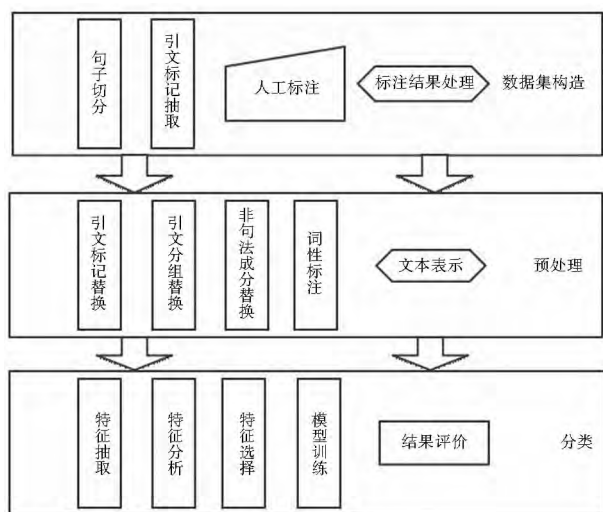 句子切分
引文标记抽取
人工标注
标注结果处理
数据集构造
引文标记替换
引文分组替换
非句法成分替换
词性标注
文本表示
预处理
特征抽取
特征分析
特征选择
模型训练
结果评价
分类